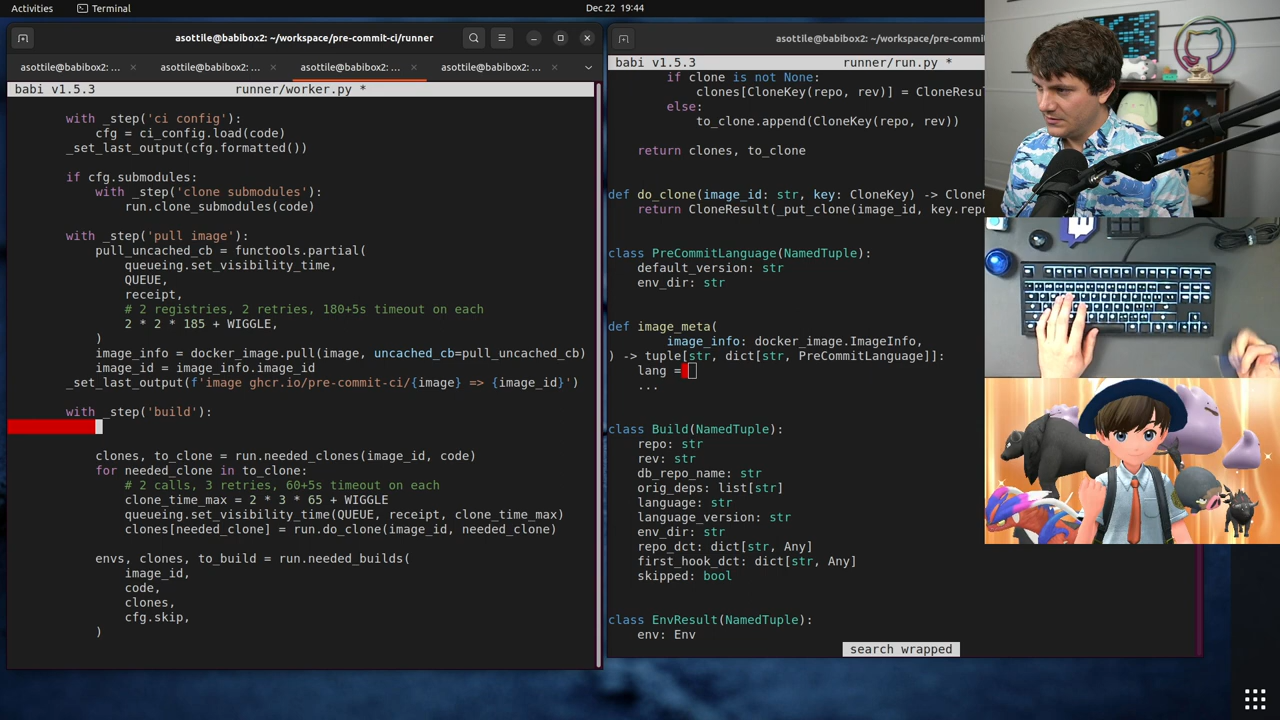 Activities
Terminal
Dec 22 19:44
asottile@babibox2: ~/workspace/pre-commit-ci/runner
asottile@babibox2: ...
asottile@babibox2: ...
asottile@babibox2: ...
asottile@babibox2: ...
babi v1.5.3 runner/worker.py *
with _step('ci config'):
cfg = ci_config.load(code)
_set_last_output(cfg.formatted())
if cfg.submodules:
with _step('clone submodules'):
run.clone_submodules(code)
with _step('pull image'):
pull_uncached_cb = functools.partial(
queueing.set_visibility_time,
QUEUE,
receipt,
# 2 registries, 2 retries, 180+5s timeout on each
2 * 2 * 185 + WIGGLE,
)
image_info = docker_image.pull(image, uncached_cb=pull_uncached_cb)
image_id = image_info.image_id
_set_last_output(f'image ghcr.io/pre-commit-ci/{image} => {image_id}')
with _step('build'):
clones, to_clone = run.needed_clones(image_id, code)
for needed_clone in to_clone:
# 2 calls, 3 retries, 60+5s timeout on each
clone_time_max = 2 * 3 * 65 + WIGGLE
queueing.set_visibility_time(QUEUE, receipt, clone_time_max)
clones[needed_clone] = run.do_clone(image_id, needed_clone)
envs, clones, to_build = run.needed_builds(
image_id,
code,
clones,
cfg.skip,
)
asottile@babibox2: ~/workspace/pre-commit
babi v1.5.3 runner/run.py *
if clone is not None:
clones[CloneKey(repo, rev)] = CloneResul
else:
to_clone.append(CloneKey(repo, rev))
return clones, to_clone
def do_clone(image_id: str, key: CloneKey) -> CloneR
return CloneResult(_put_clone(image_id, key.repo
class PreCommitLanguage(NamedTuple):
default_version: str
env_dir: str
def image_meta(
image_info: docker_image.ImageInfo,
) -> tuple[str, dict[str, PreCommitLanguage]]:
lang =
...
class Build(NamedTuple):
repo: str
rev: str
db_repo_name: str
orig_deps: list[str]
language: str
language_version: str
env_dir: str
repo_dct: dict[str, Any]
first_hook_dct: dict[str, Any]
skipped: bool
class EnvResult(NamedTuple):
env: Env
search wrapped